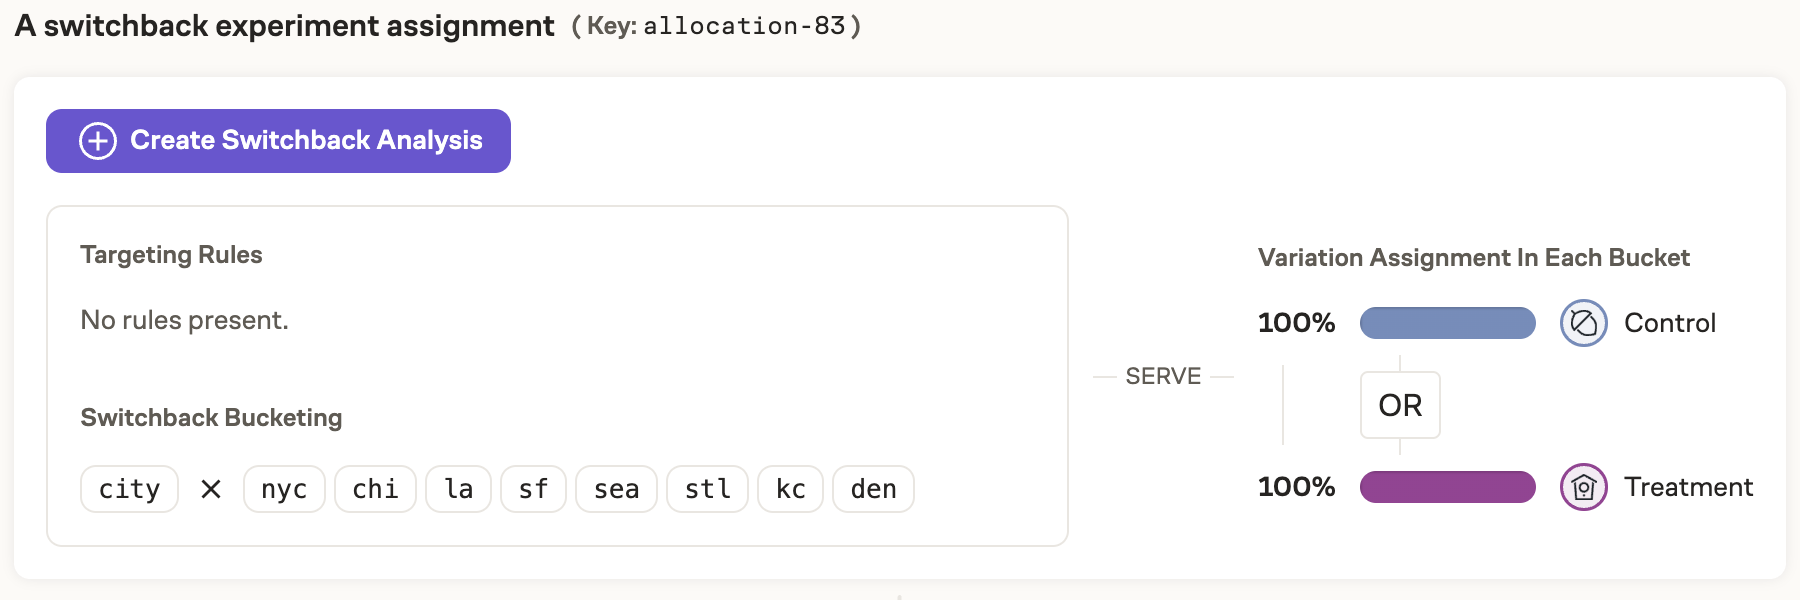 A switchback experiment assignment (Key: allocation-83)
Create Switchback Analysis
Targeting Rules
No rules present.
Switchback Bucketing
city × nyc chi la sf sea stl kc den
SERVE
Variation Assignment In Each Bucket
100% Control
OR
100% Treatment